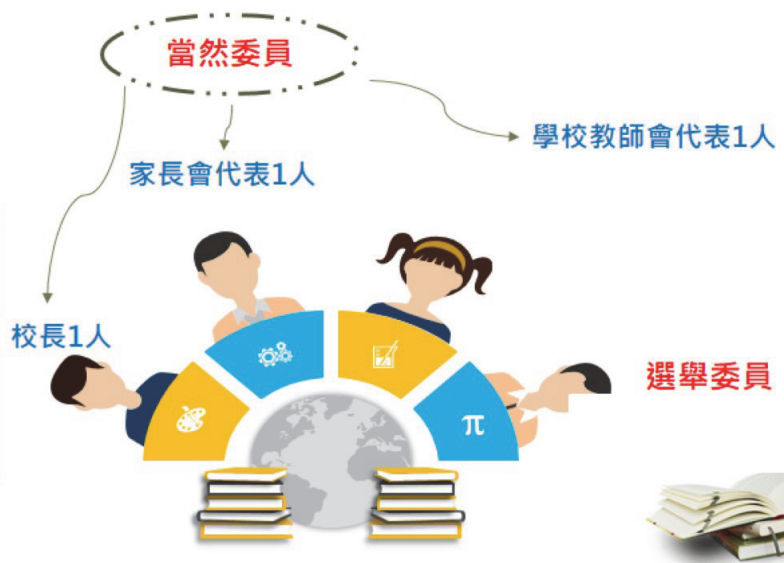 當然委員
學校教師會代表1人
家長會代表1人
校長1人
選舉委員
π